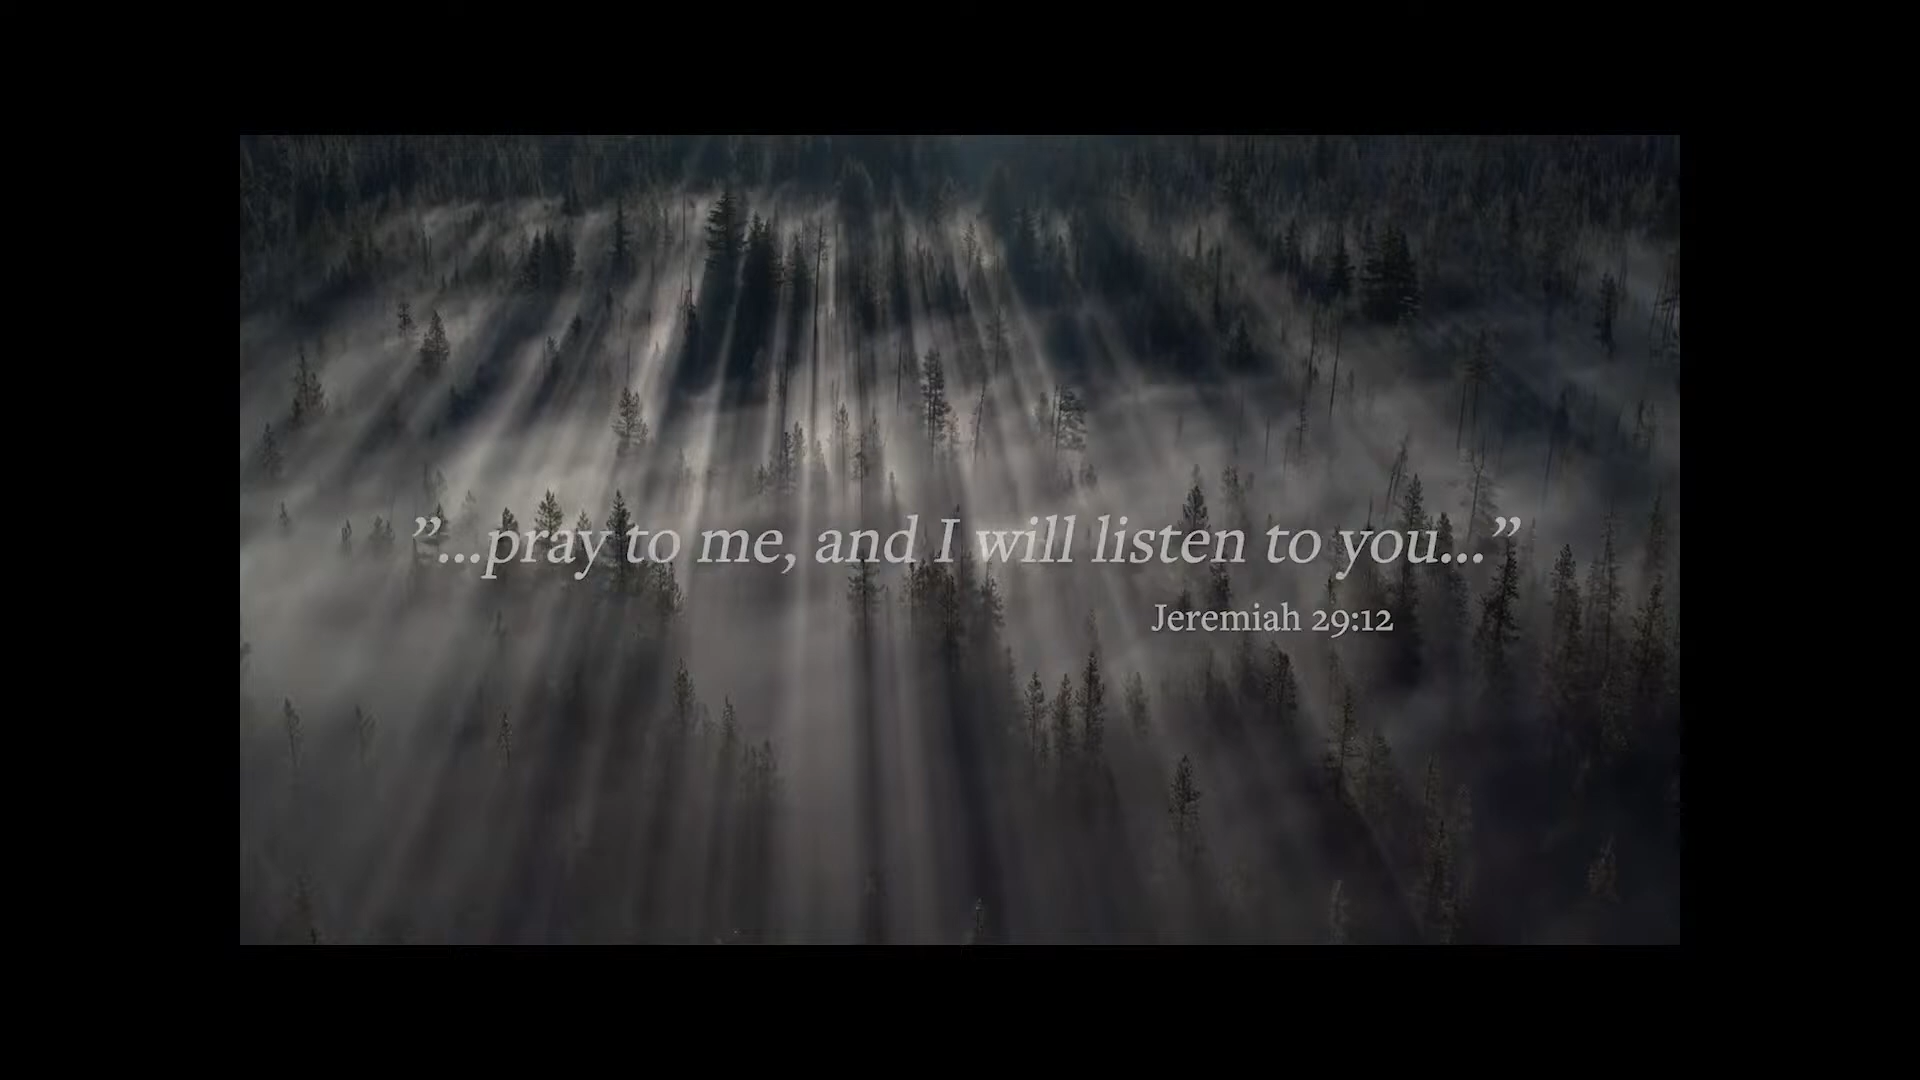 ”...pray to me, and I will listen to you...”
Jeremiah 29:12